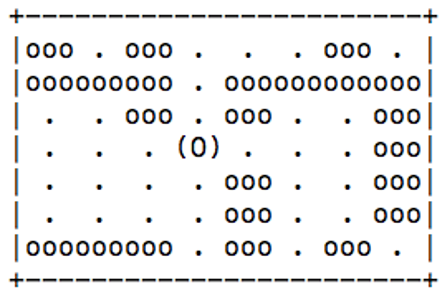 +------------------------+
|ooo . ooo .  .  . ooo . |
|ooooooooo . oooooooooooo|
| .  . ooo . ooo .  . ooo|
| .  .  . (O) .  .  . ooo|
| .  .  .  . ooo .  . ooo|
| .  .  .  . ooo .  . ooo|
|ooooooooo . ooo . ooo . |
+------------------------+